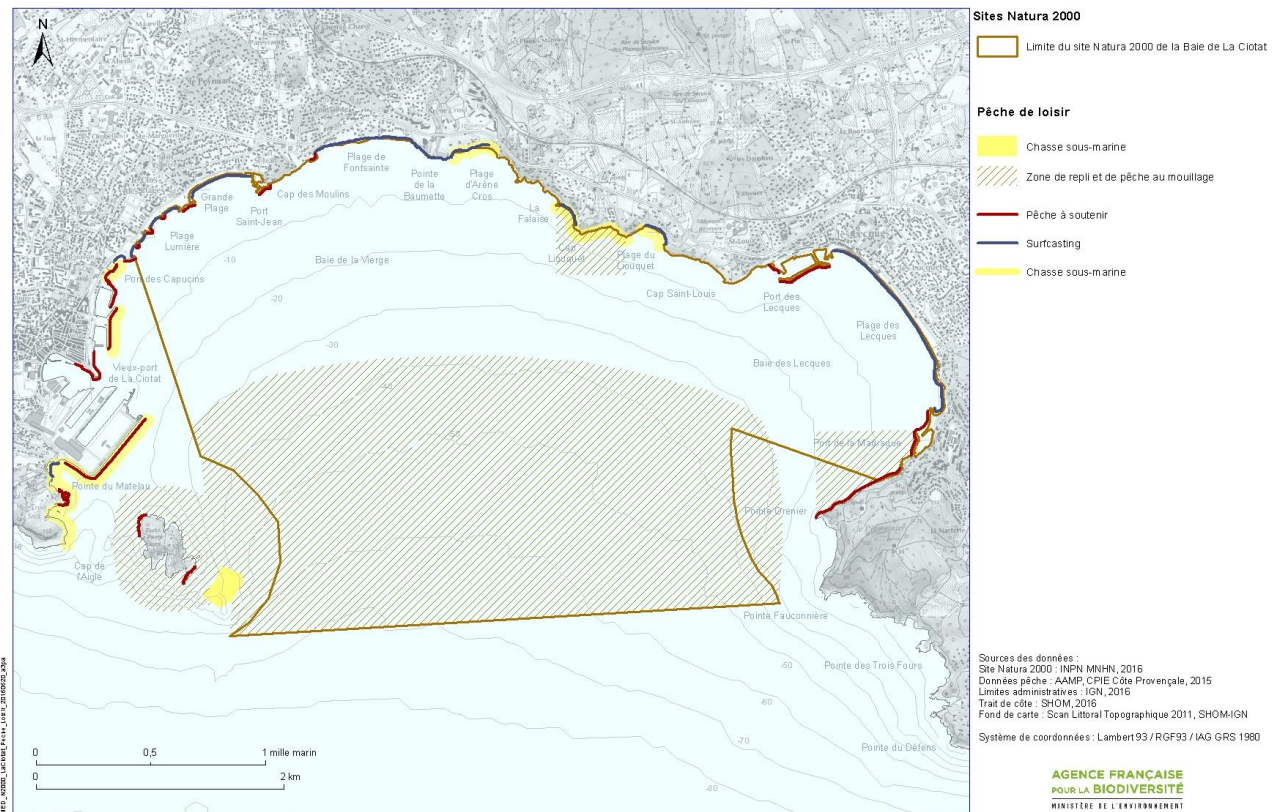 N
Sites Natura 2000
Limite du site Natura 2000 de la Baie de La Ciotat
Pêche de loisir
Chasse sous-marine
Zone de repli et de pêche au mouillage
Pêche à soutenir
Surfcasting
Chasse sous-marine
Plage de
Fontsainte
Pointe
de la
Baumette
Plage
d'Arène
Cros
Grande
Plage
Cap des Moulins
Port
Saint-Jean
La
Falaise
Plage
Lumière
Cap
Liouquet
Plage du
Liouquet
-10
Baie de la Vierge
Port des Capucins
Cap Saint-Louis
-20
Port des
Lecques
Plage des
Lecques
-30
Baie des Lecques
Vieux-port
de La Ciotat
-40
-50
Port de la Madrague
Pointe du Matelau
Pointe Grenier
Cap de
l'Aigle
Pointe Fauconnière
-50
Pointe des Trois Fours
-60
-70
Pointe du Défens
-80
0
0,5
1 mille marin
0
2 km
Sources des données :
Site Natura 2000 : INPN MNHN, 2016
Données pêche : AAMP, CPIE Côte Provençale, 2015
Limites administratives : IGN, 2016
Trait de côte : SHOM, 2016
Fond de carte : Scan Littoral Topographique 2011, SHOM-IGN
Système de coordonnées : Lambert 93 / RGF93 / IAG GRS 1980
AGENCE FRANÇAISE
POUR LA BIODIVERSITÉ
MINISTÈRE DE L'ENVIRONNEMENT